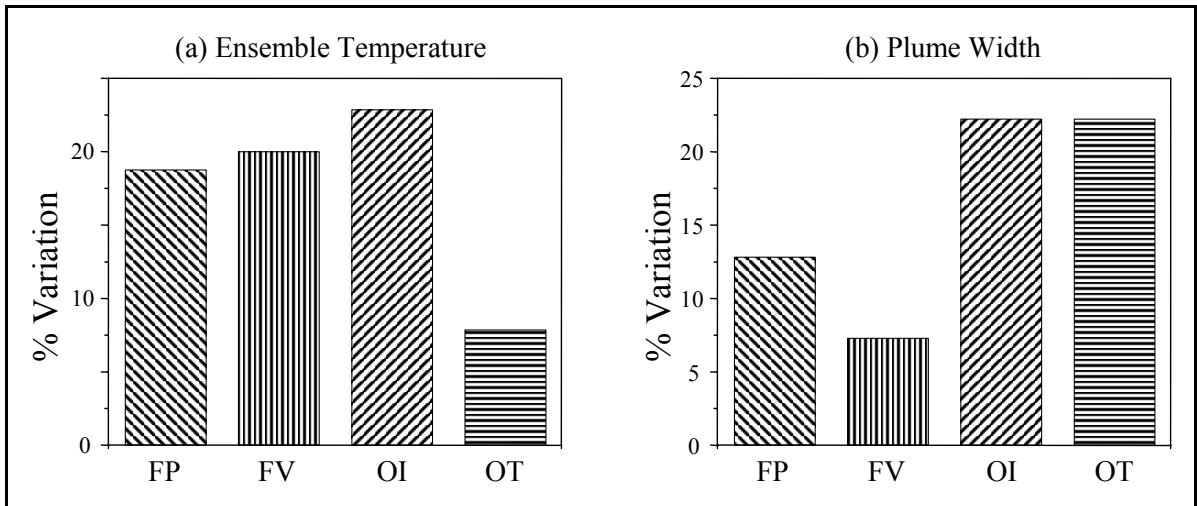 (a) Ensemble Temperature
% Variation
20
10
0
FP FV OI OT
(b) Plume Width
% Variation
25
20
15
10
5
0
FP FV OI OT